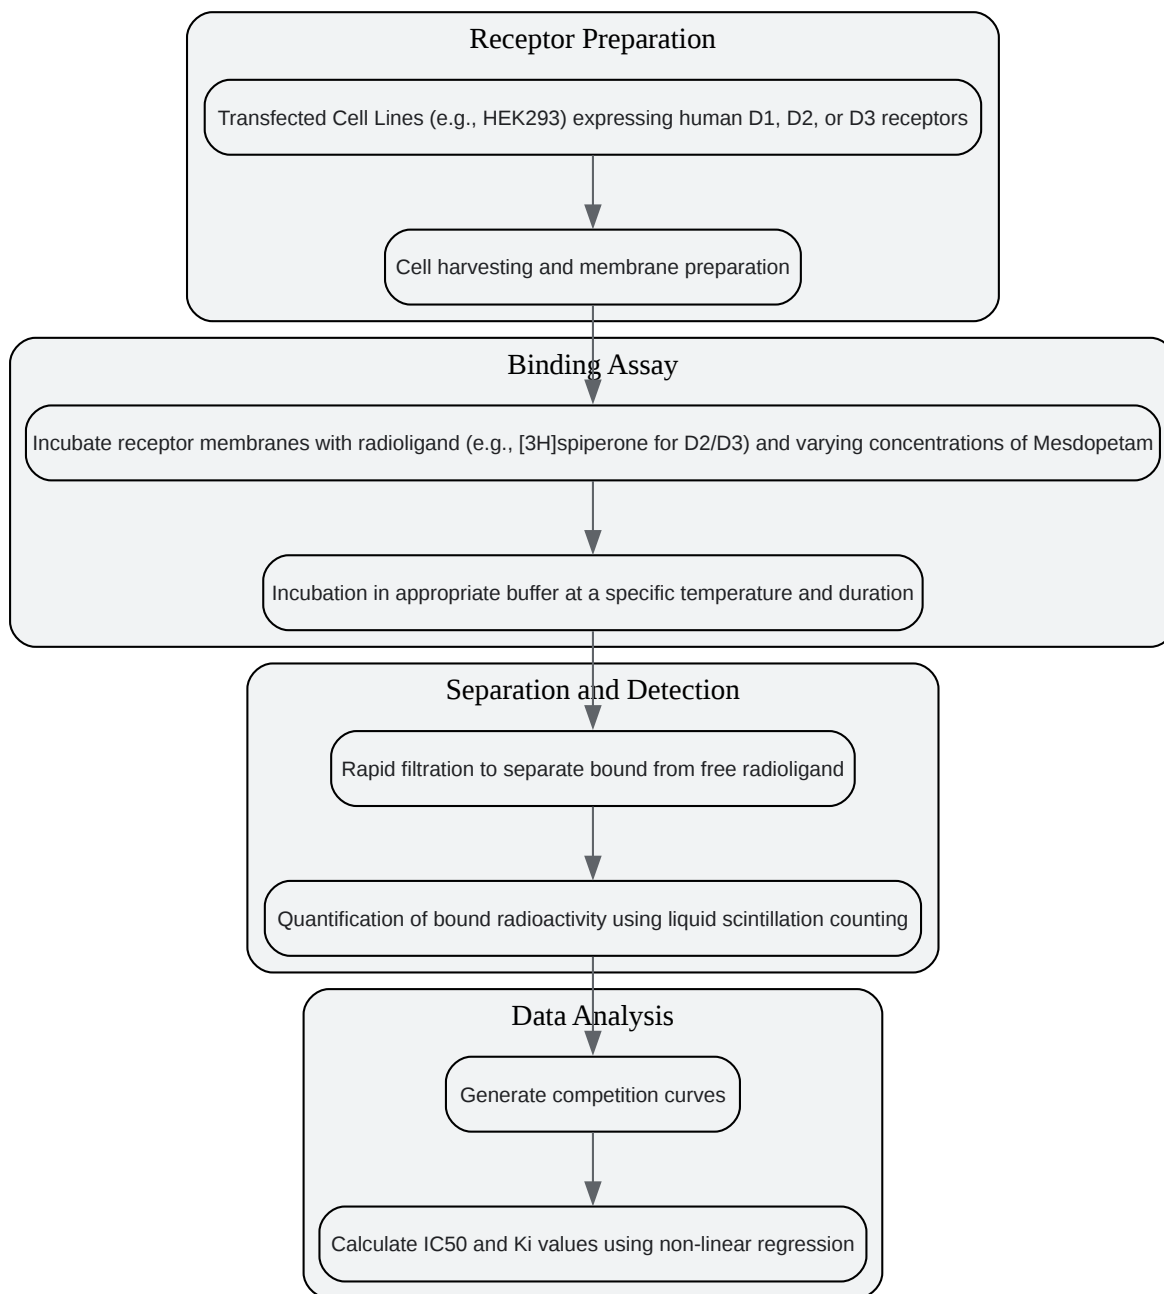 Receptor Preparation
Transfected Cell Lines (e.g., HEK293) expressing human D1, D2, or D3 receptors
Cell harvesting and membrane preparation
Binding Assay
Incubate receptor membranes with radioligand (e.g., [3H]spiperone for D2/D3) and varying concentrations of Mesdopetam
Incubation in appropriate buffer at a specific temperature and duration
Separation and Detection
Rapid filtration to separate bound from free radioligand
Quantification of bound radioactivity using liquid scintillation counting
Data Analysis
Generate competition curves
Calculate IC50 and Ki values using non-linear regression